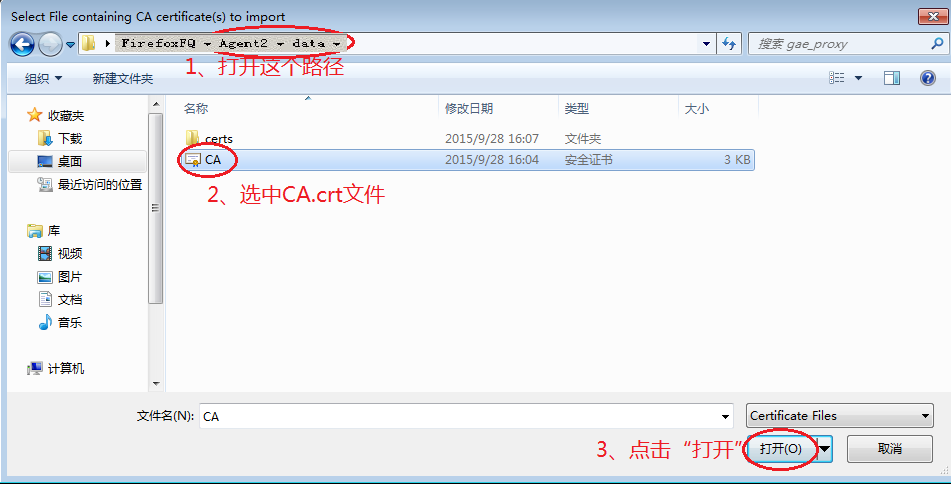 Select File containing CA certificate(s) to import
FirefoxFQ Agent2 data
搜索 gae_proxy
1、打开这个路径
组织 新建文件夹
名称 修改日期 类型 大小
收藏夹
下载
桌面
最近访问的位置
库
视频
图片
文档
音乐
计算机
certs 2015/9/28 16:07 文件夹
CA 2015/9/28 16:04 安全证书 3 KB
2、选中CA.crt文件
文件名(N): CA
Certificate Files
3、点击“打开”
打开(O)
取消